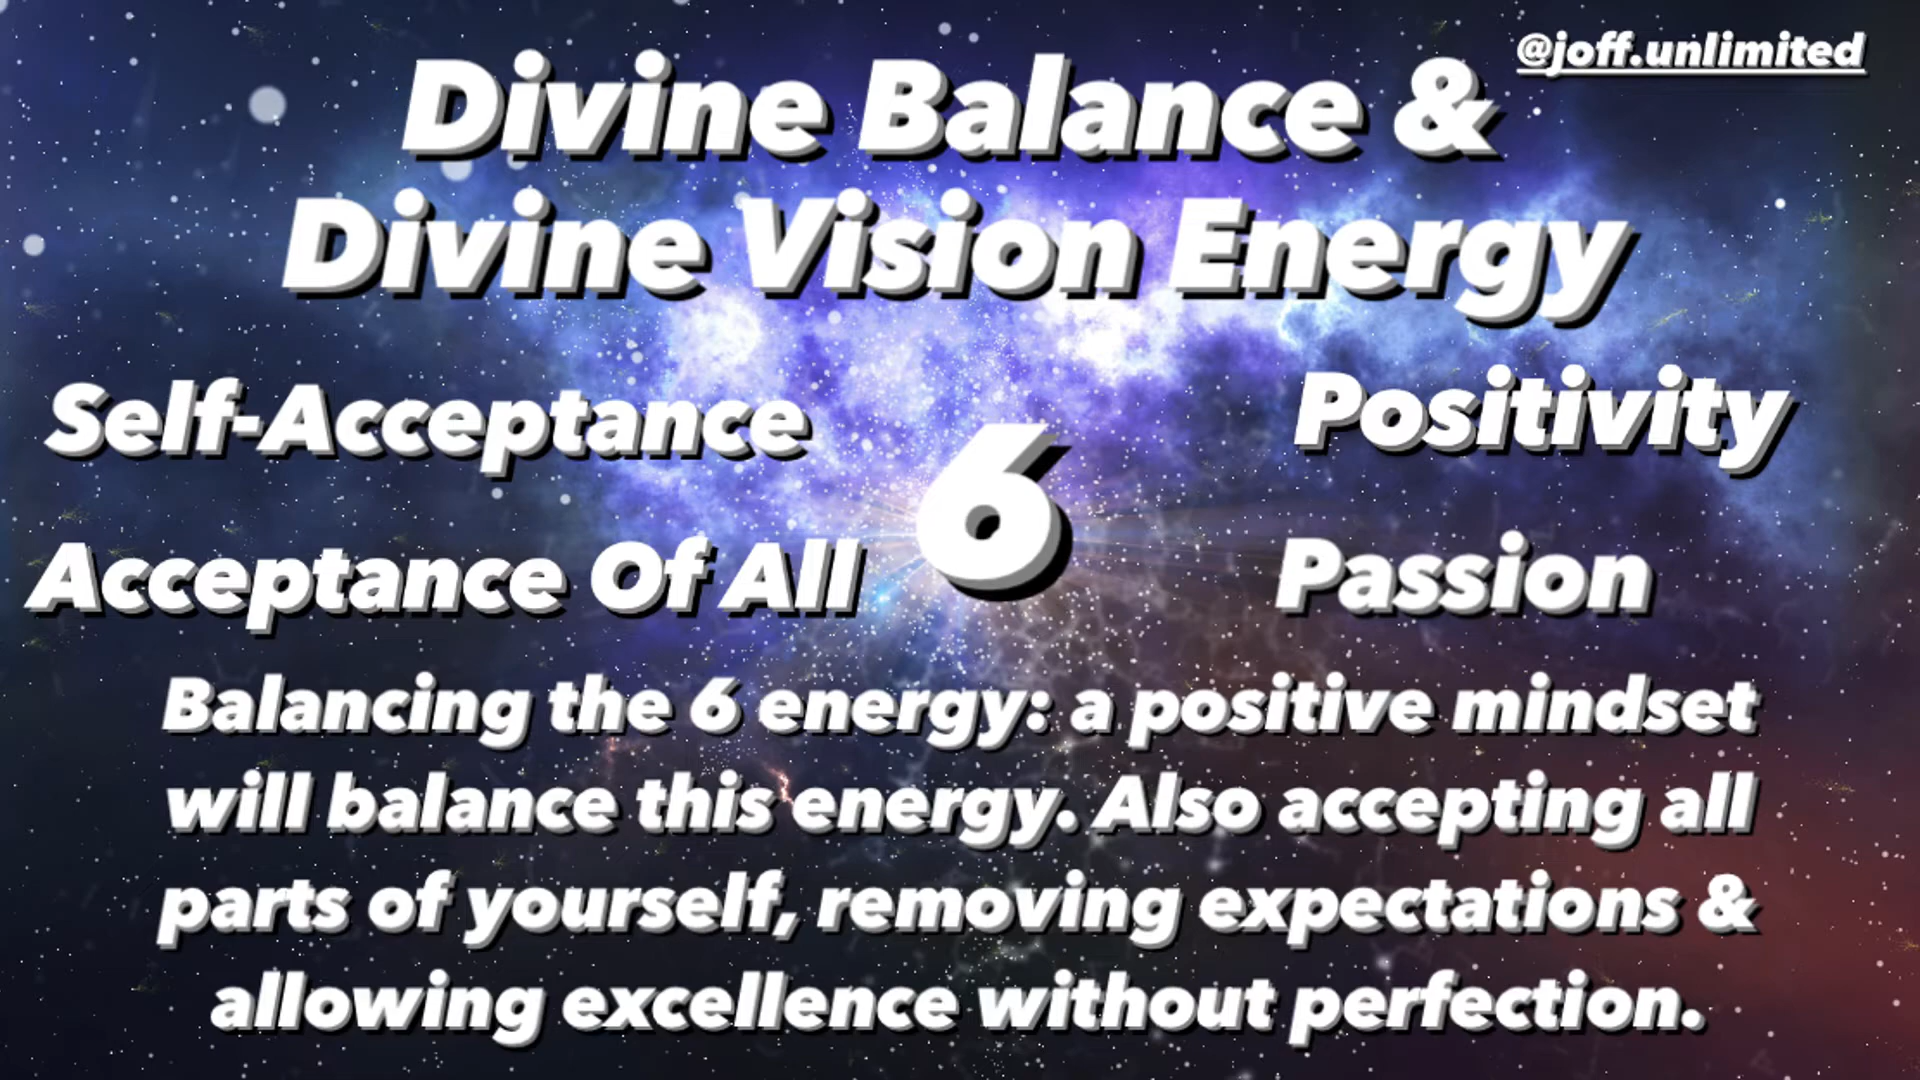 @joff.unlimited
Divine Balance &
Divine Vision Energy
Self-Acceptance
Positivity
6
Acceptance Of All
Passion
Balancing the 6 energy: a positive mindset
will balance this energy. Also accepting all
parts of yourself, removing expectations &
allowing excellence without perfection.